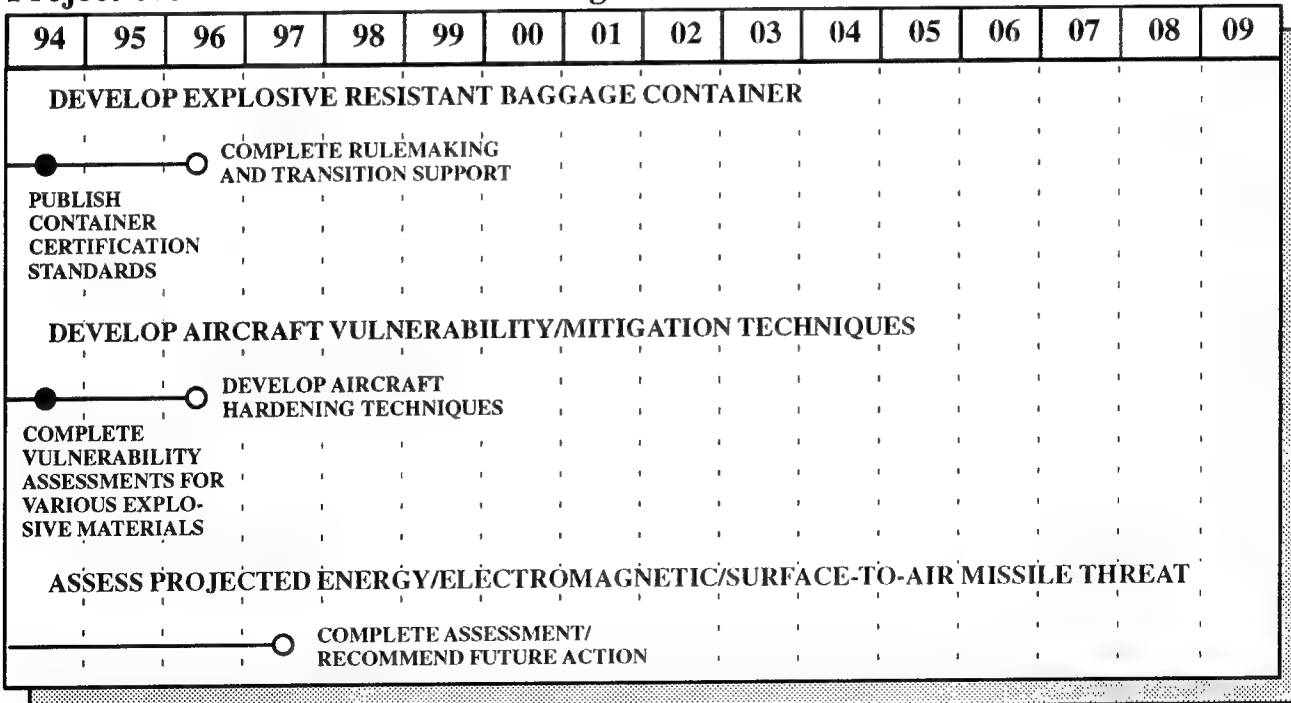 94 95 96 97 98 99 00 01 02 03 04 05 06 07 08 09
DEVELOP EXPLOSIVE RESISTANT BAGGAGE CONTAINER
COMPLETE RULEMAKING
AND TRANSITION SUPPORT
PUBLISH
CONTAINER
CERTIFICATION
STANDARDS
DEVELOP AIRCRAFT VULNERABILITY/MITIGATION TECHNIQUES
DEVELOP AIRCRAFT
HARDENING TECHNIQUES
COMPLETE
VULNERABILITY
ASSESSMENTS FOR
VARIOUS EXPLO-
SIVE MATERIALS
ASSESS PROJECTED ENERGY/ELECTROMAGNETIC/SURFACE-TO-AIR MISSILE THREAT
COMPLETE ASSESSMENT/
RECOMMEND FUTURE ACTION